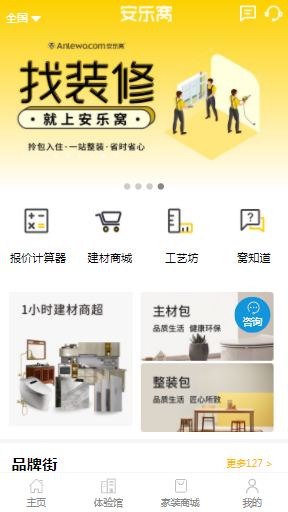 全国
安乐窝
Anlewo.com 安乐窝
找装修
就上安乐窝
拎包入住·一站整装·省时省心
报价计算器
建材商城
工艺坊
窝知道
1小时建材商超
主材包
品质生活 健康环保
咨询
整装包
品质生活 匠心所致
品牌街
更多127 >
主页
体验馆
家装商城
我的